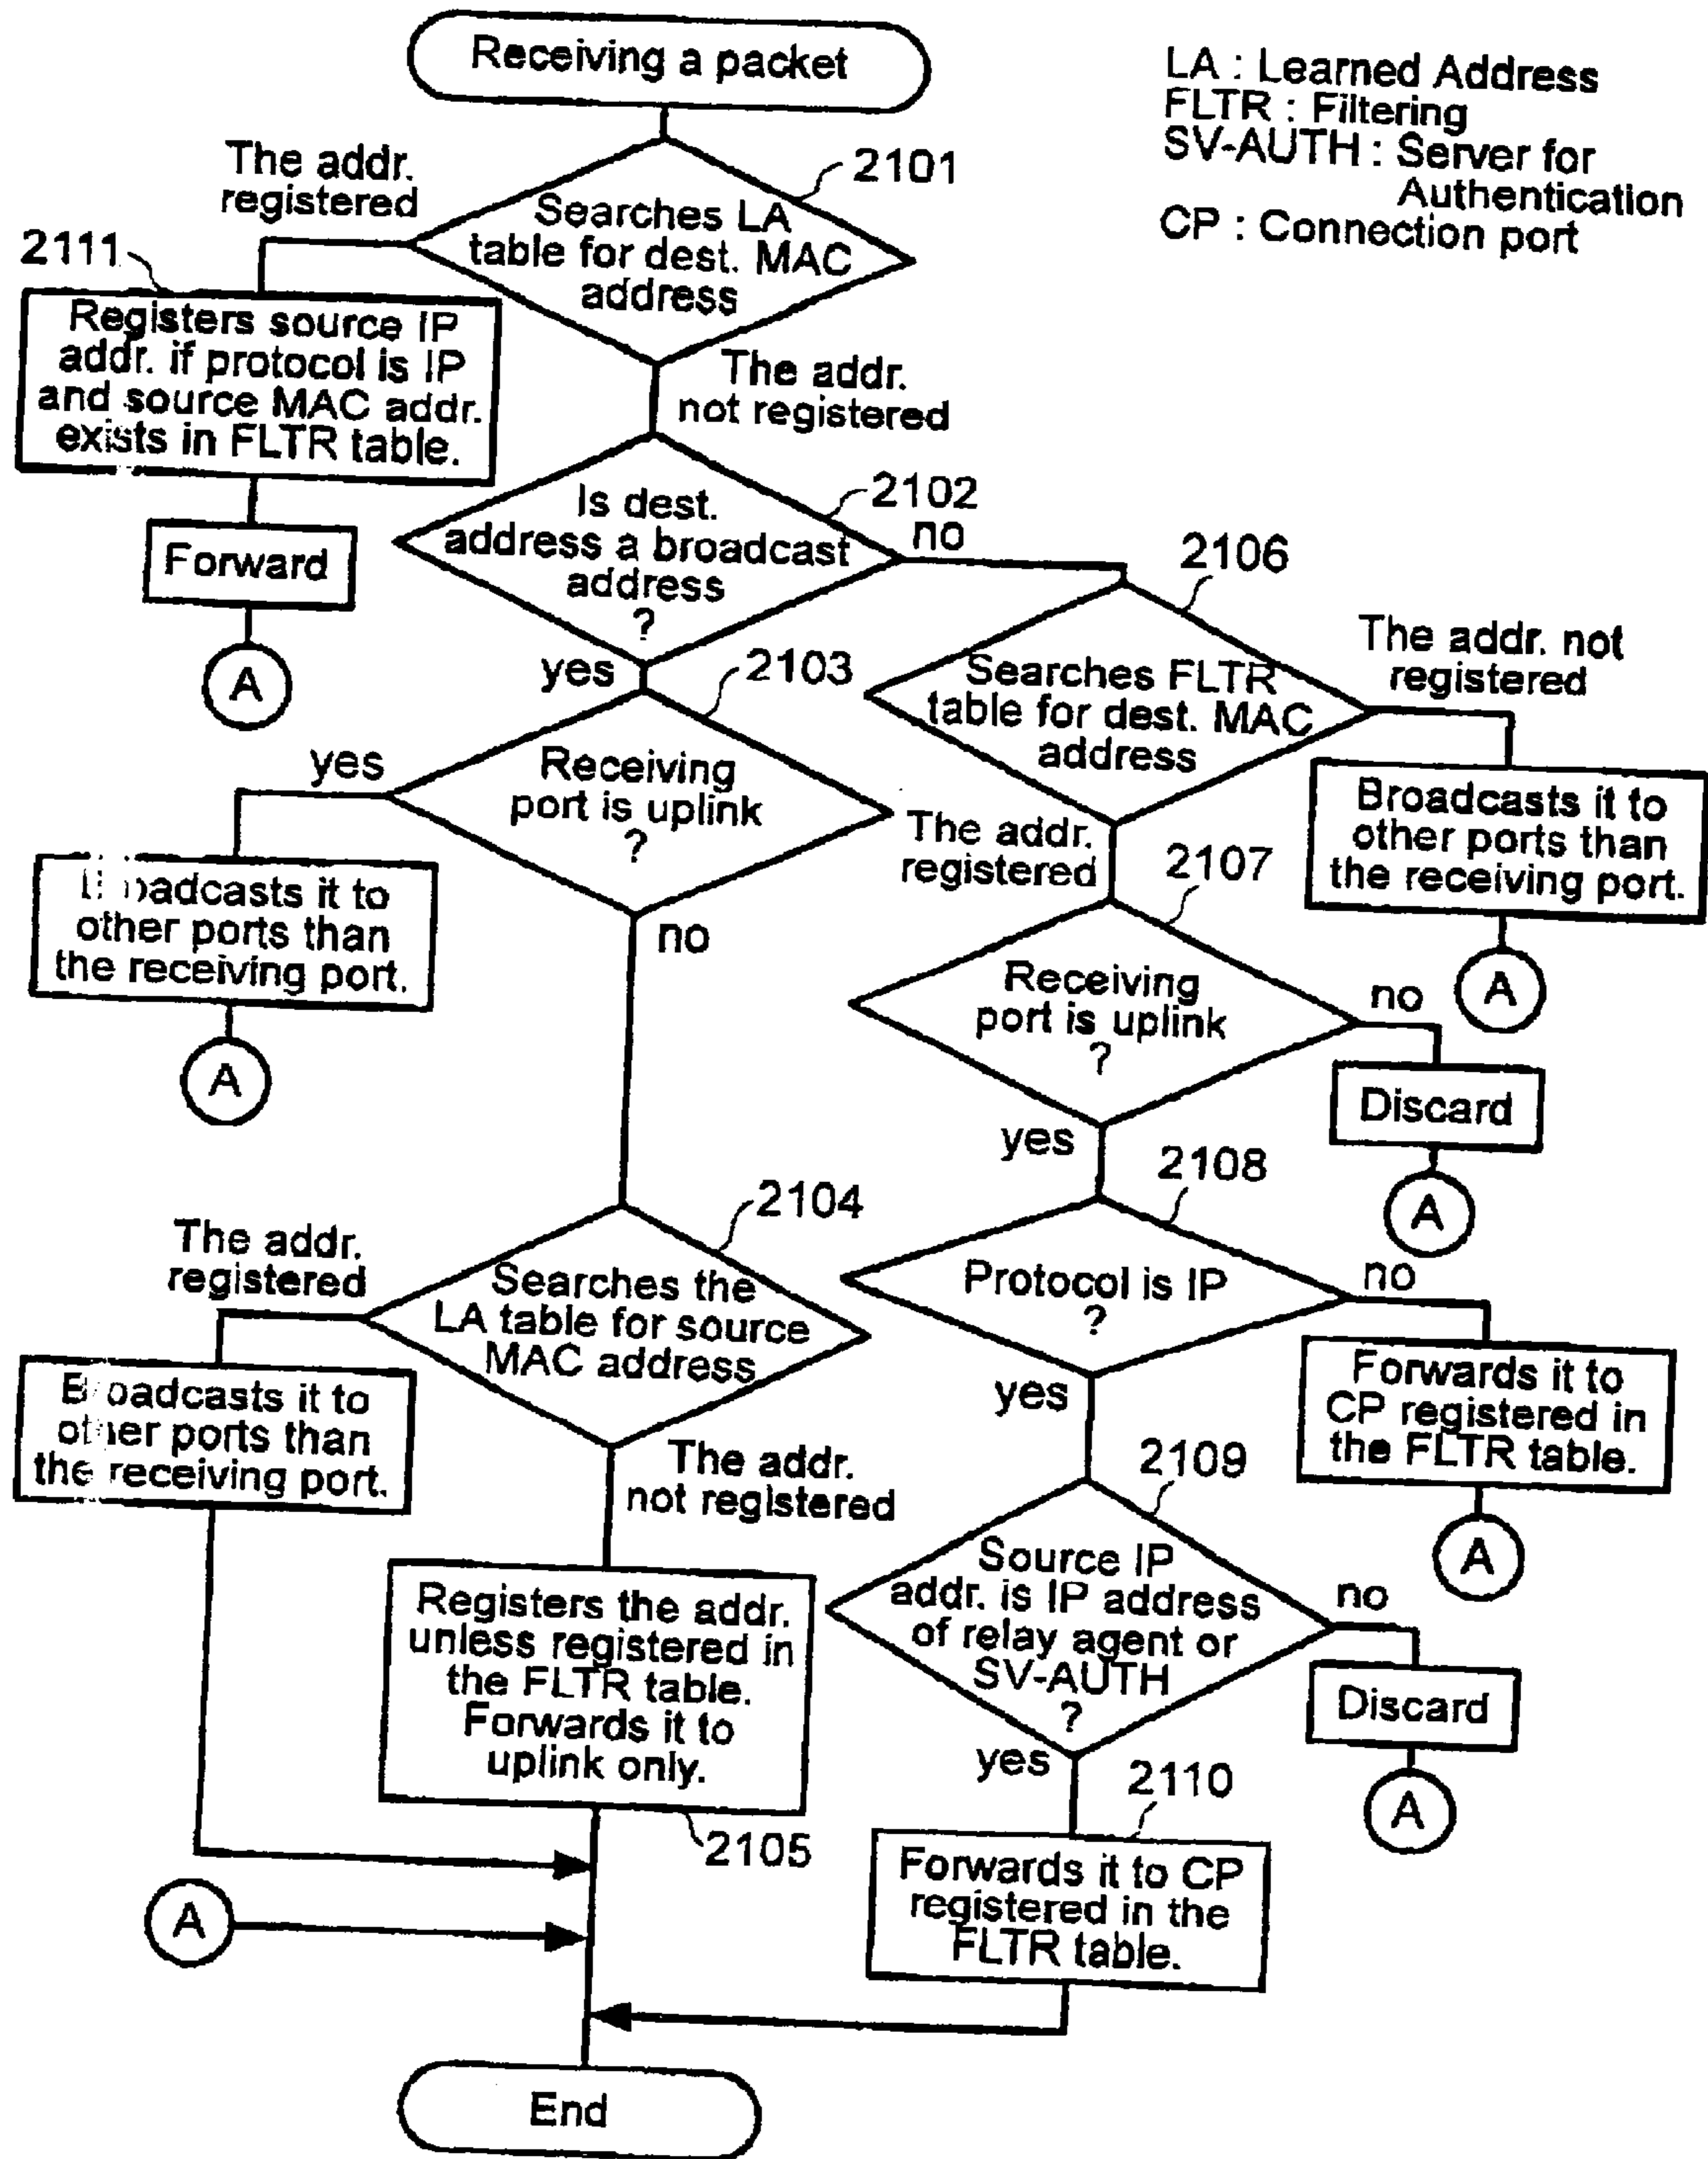 Receiving a packet
LA : Learned Address
FLTR : Filtering
SV-AUTH : Server for
Authentication
CP : Connection port
The addr.
registered
2101
Searches LA
table for dest. MAC
address
2111
Registers source IP
addr. if protocol is IP
and source MAC addr.
exists in FLTR table.
The addr.
not registered
Forward
A
2102
Is dest.
address a broadcast
address
?
no
yes
2106
Searches FLTR
table for dest. MAC
address
The addr. not
registered
Broadcasts it to
other ports than
the receiving port.
A
2103
yes
Receiving
port is uplink
?
no
Broadcasts it to
other ports than
the receiving port.
A
The addr.
registered
2107
Receiving
port is uplink
?
no
Discard
A
yes
2108
Protocol is IP
?
no
Forwards it to
CP registered in
the FLTR table.
A
yes
2104
The addr.
registered
Searches the
LA table for source
MAC address
Broadcasts it to
other ports than
the receiving port.
The addr.
not registered
Registers the addr.
unless registered in
the FLTR table.
Forwards it to
uplink only.
2105
2109
Source IP
addr. is IP address
of relay agent or
SV-AUTH
?
no
Discard
A
yes
2110
Forwards it to CP
registered in the
FLTR table.
A
End